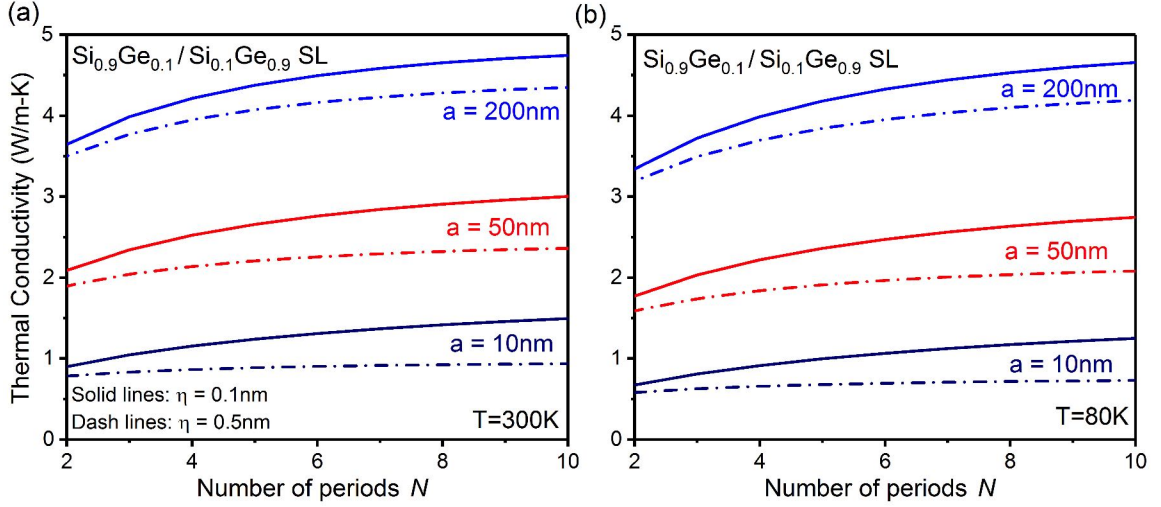 (a)
Si0.9Ge0.1 / Si0.1Ge0.9 SL
a = 200nm
a = 50nm
a = 10nm
Solid lines: η = 0.1nm
Dash lines: η = 0.5nm
T=300K
Thermal Conductivity (W/m-K)
5
4
3
2
1
0
2
4
6
8
10
Number of periods N
(b)
Si0.9Ge0.1 / Si0.1Ge0.9 SL
a = 200nm
a = 50nm
a = 10nm
T=80K
5
4
3
2
1
0
2
4
6
8
10
Number of periods N